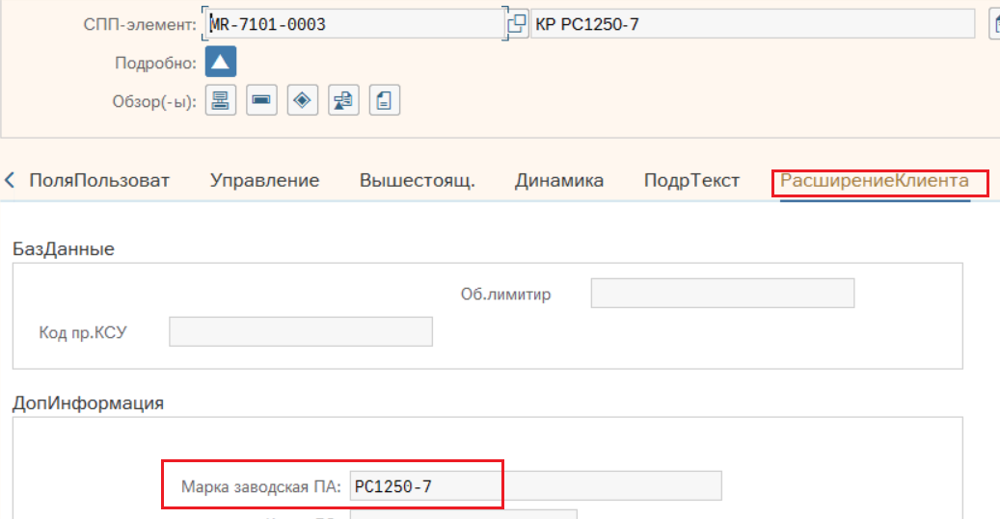 СПП-элемент: MR-7101-0003 КР PC1250-7
Подробно:
Обзор(-ы):
ПоляПользоват Управление Вышестоящ. Динамика ПодрТекст РасширениеКлиента
БазДанные
Об.лимитир
Код пр.КСУ
ДопИнформация
Марка заводская ПА: PC1250-7